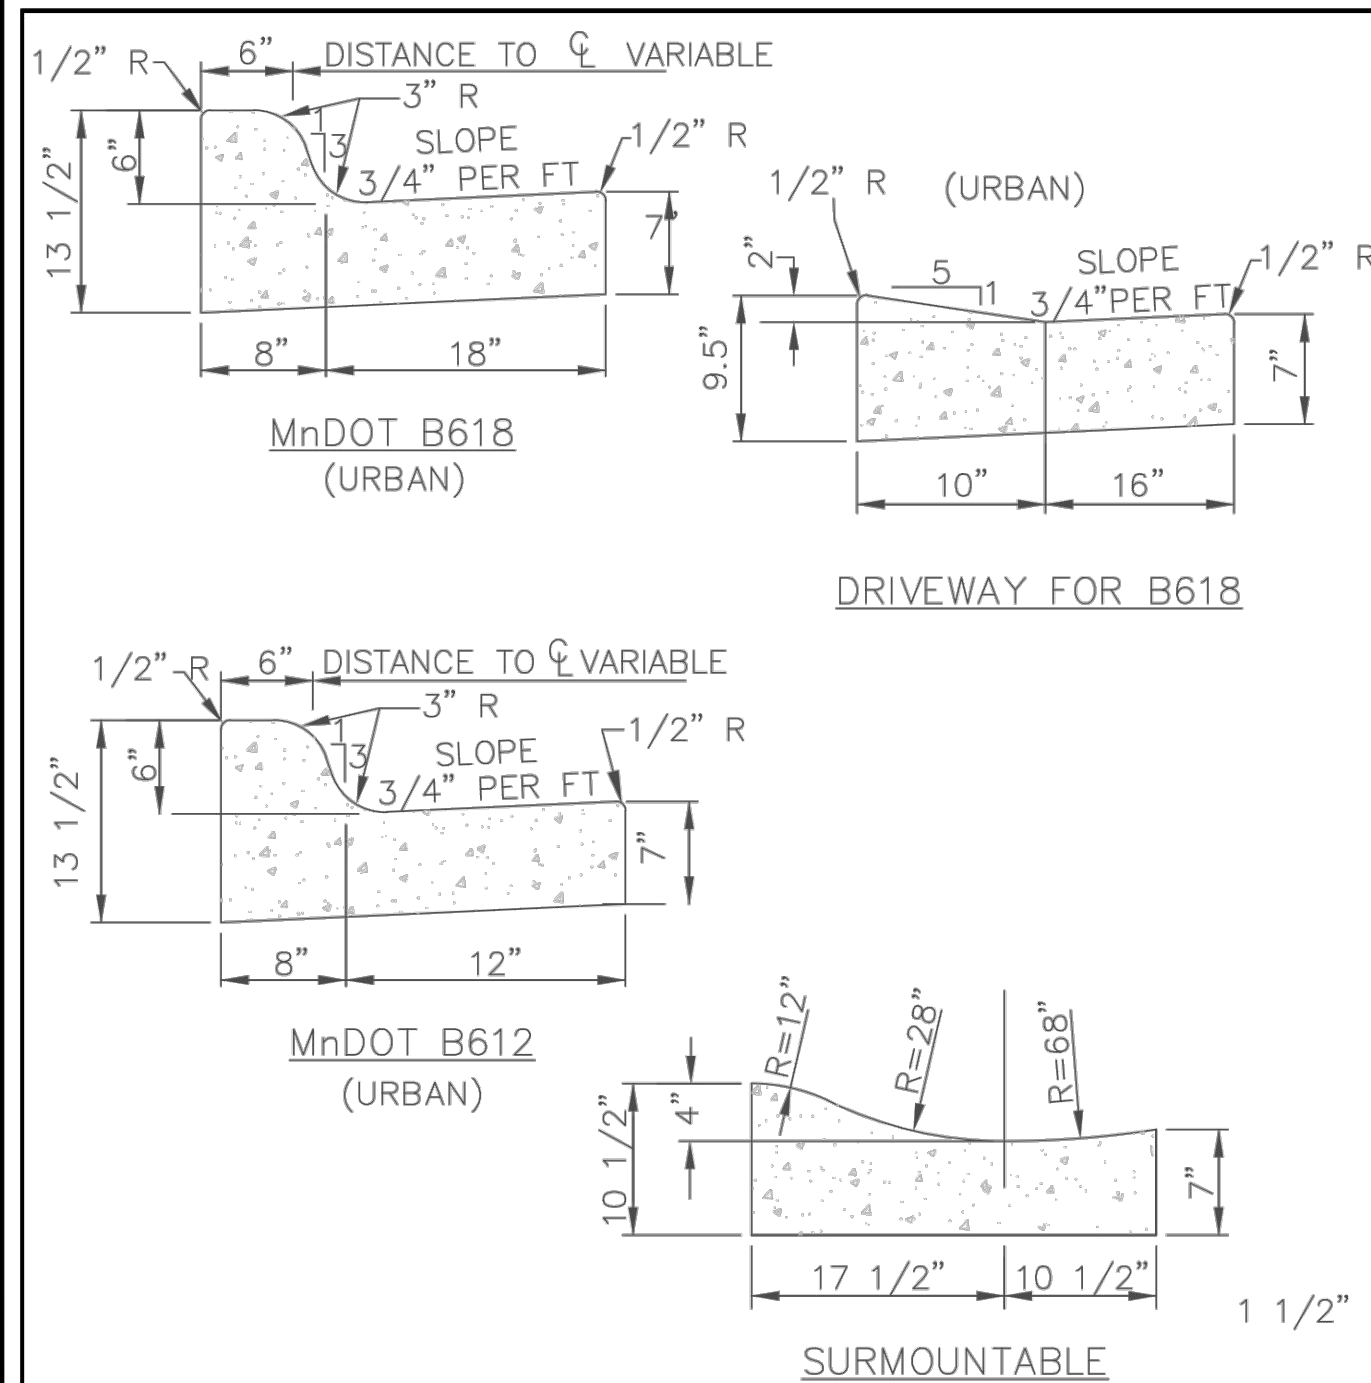 1/2” R
6”
DISTANCE TO ℄ VARIABLE
3” R
1
3
SLOPE
3/4” PER FT
1/2” R
13 1/2”
6”
7”
8”
18”
MnDOT B618
(URBAN)
1/2” R
(URBAN)
2”
5
1
SLOPE
3/4”PER FT
1/2” R
9.5”
7”
10”
16”
DRIVEWAY FOR B618
1/2” R
6”
DISTANCE TO ℄ VARIABLE
3” R
1
3
SLOPE
3/4” PER FT
1/2” R
13 1/2”
6”
7”
8”
12”
MnDOT B612
(URBAN)
R=12”
R=28”
R=68”
10 1/2”
4”
7”
17 1/2”
10 1/2”
1 1/2”
SURMOUNTABLE